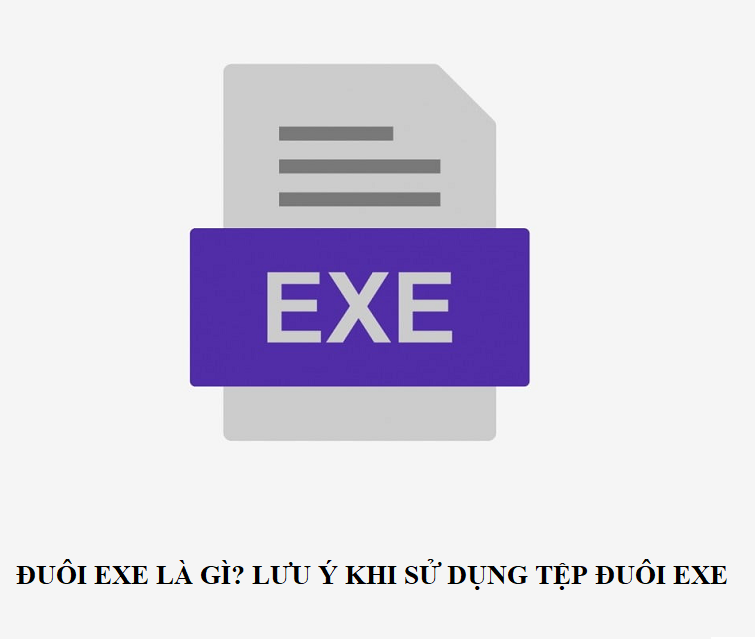 EXE
ĐUÔI EXE LÀ GÌ? LƯU Ý KHI SỬ DỤNG TỆP ĐUÔI EXE